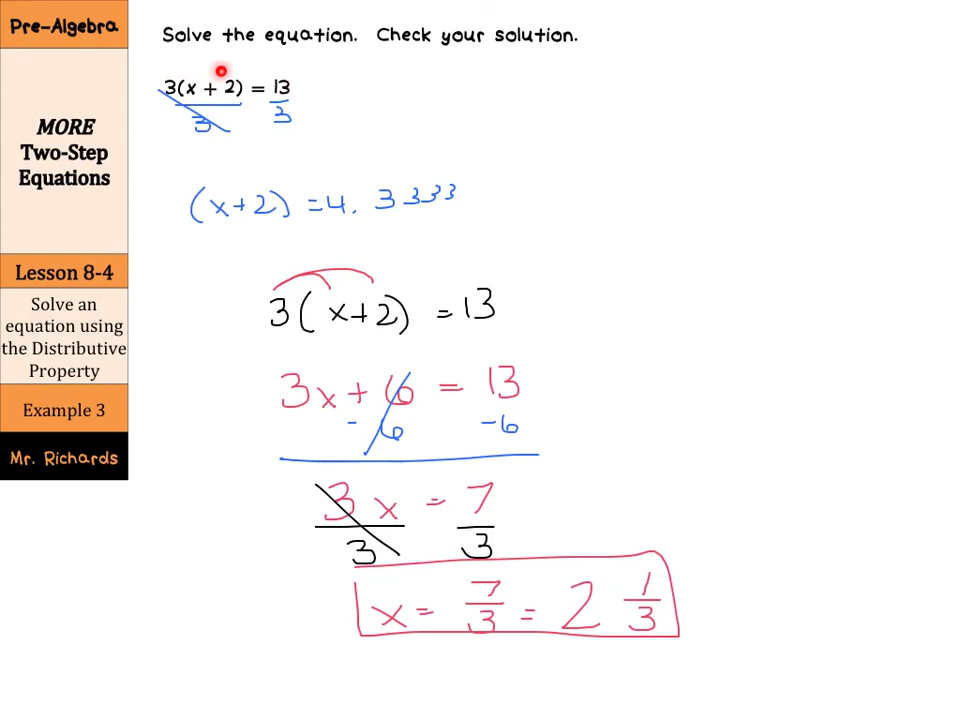 Pre-Algebra
MORE
Two-Step
Equations
Lesson 8-4
Solve an
equation using
the Distributive
Property
Example 3
Mr. Richards
Solve the equation. Check your solution.
3(x + 2) = 13
3 3
(x+2) = 4.3333
3(x+2) = 13
3x + 6 = 13
- 6 -6
3x = 7
3 3
x = 7/3 = 2 1/3